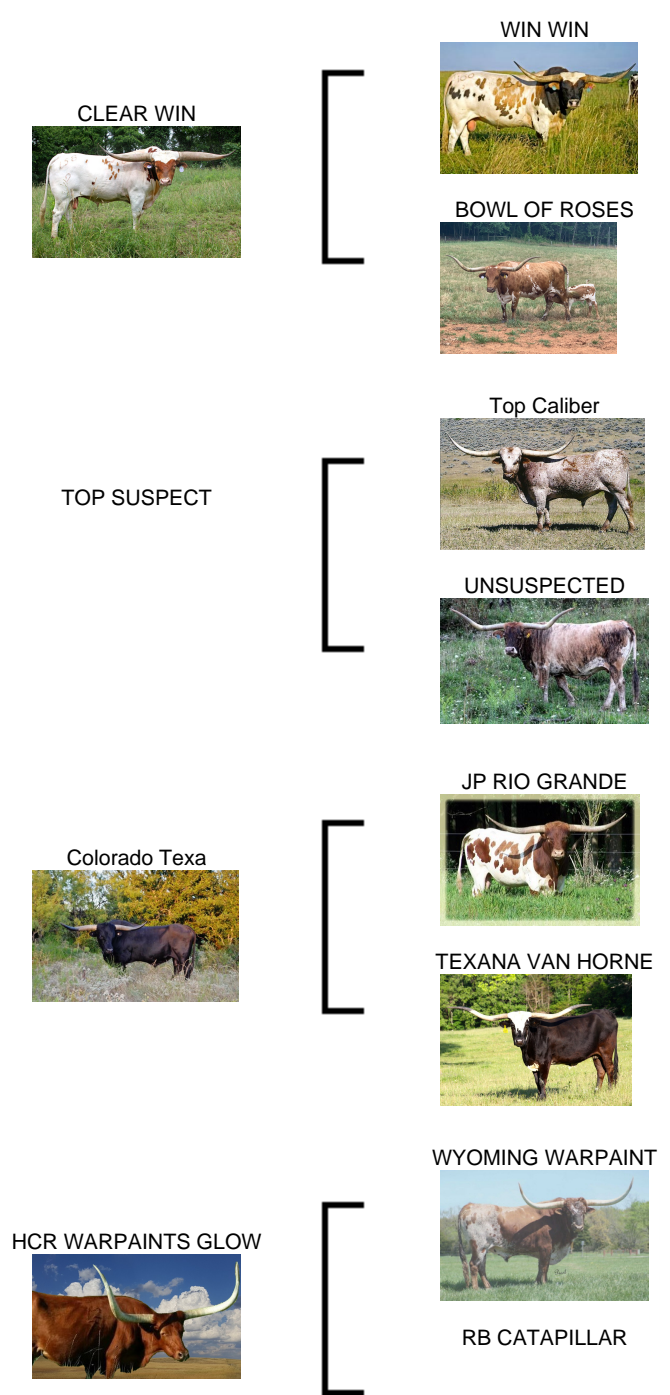 WIN WIN
CLEAR WIN
BOWL OF ROSES
Top Caliber
TOP SUSPECT
UNSUSPECTED
JP RIO GRANDE
Colorado Texa
TEXANA VAN HORNE
WYOMING WARPAINT
HCR WARPAINTS GLOW
RB CATAPILLAR